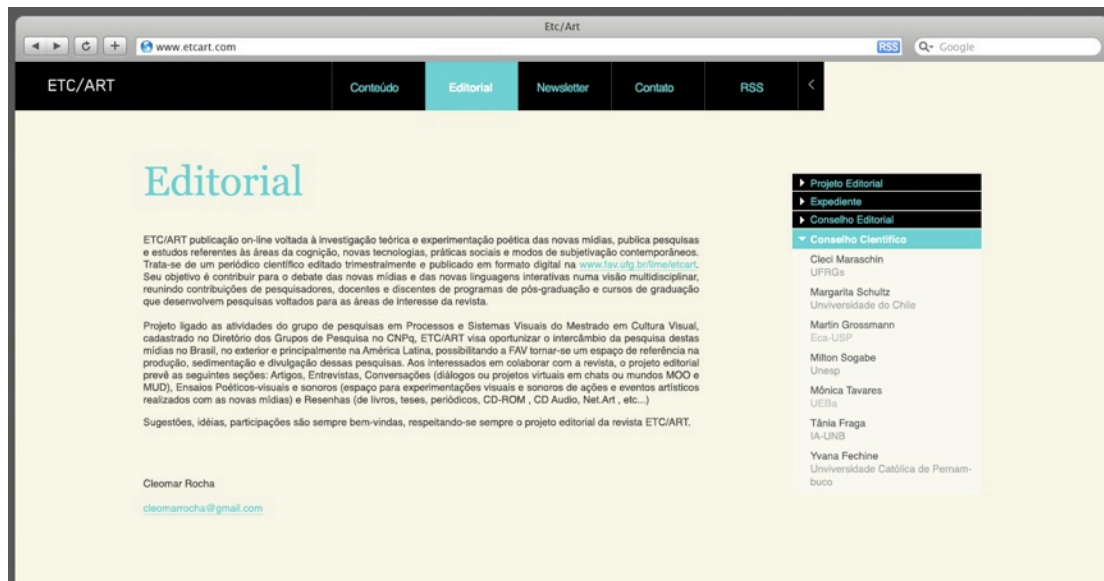 Etc/Art
www.etcart.com
RSS
Google
ETC/ART
Conteúdo
Editorial
Newsletter
Contato
RSS
Editorial
ETC/ART publicação on-line voltada à investigação teórica e experimentação poética das novas mídias, publica pesquisas
e estudos referentes às áreas da cognição, novas tecnologias, práticas sociais e modos de subjetivação contemporâneos.
Trata-se de um periódico científico editado trimestralmente e publicado em formato digital na www.fav.ufg.br/lime/etcart.
Seu objetivo é contribuir para o debate das novas mídias e das novas linguagens interativas numa visão multidisciplinar,
reunindo contribuições de pesquisadores, docentes e discentes de programas de pós-graduação e cursos de graduação
que desenvolvem pesquisas voltados para as áreas de interesse da revista.
Projeto ligado as atividades do grupo de pesquisas em Processos e Sistemas Visuais do Mestrado em Cultura Visual,
cadastrado no Diretório dos Grupos de Pesquisa no CNPq, ETC/ART visa oportunizar o intercâmbio da pesquisa destas
mídias no Brasil, no exterior e principalmente na América Latina, possibilitando a FAV tornar-se um espaço de referência na
produção, sedimentação e divulgação dessas pesquisas. Aos interessados em colaborar com a revista, o projeto editorial
prevê as seguintes seções: Artigos, Entrevistas, Conversações (diálogos ou projetos virtuais em chats ou mundos MOO e
MUD), Ensaios Poéticos-visuais e sonoros (espaço para experimentações visuais e sonoros de ações e eventos artísticos
realizados com as novas mídias) e Resenhas (de livros, teses, periódicos, CD-ROM , CD Audio, Net.Art , etc...)
Sugestões, idéias, participações são sempre bem-vindas, respeitando-se sempre o projeto editorial da revista ETC/ART.
Cleomar Rocha
cleomarrocha@gmail.com
Projeto Editorial
Expediente
Conselho Editorial
Conselho Científico
Cleci Maraschin
UFRGs
Margarita Schultz
Unviversidade do Chile
Martin Grossmann
Eca-USP
Milton Sogabe
Unesp
Mônica Tavares
UEBa
Tânia Fraga
IA-UNB
Yvana Fechine
Unviversidade Católica de Pernam-
buco